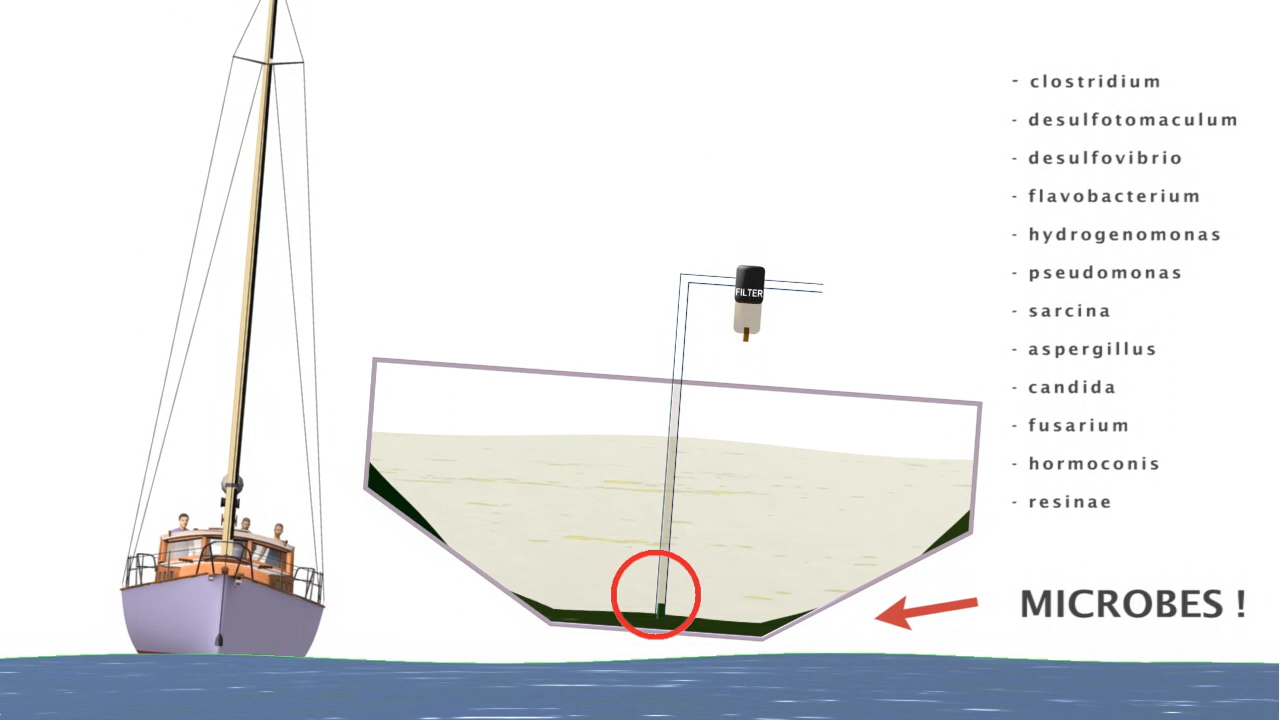 - clostridium
- desulfotomaculum
- desulfovibrio
- flavobacterium
- hydrogenomonas
- pseudomonas
- sarcina
- aspergillus
- candida
- fusarium
- hormoconis
- resinae
FILTER
MICROBES !